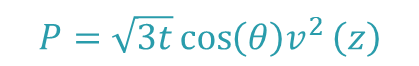 P = √3t cos(θ)v² (z)